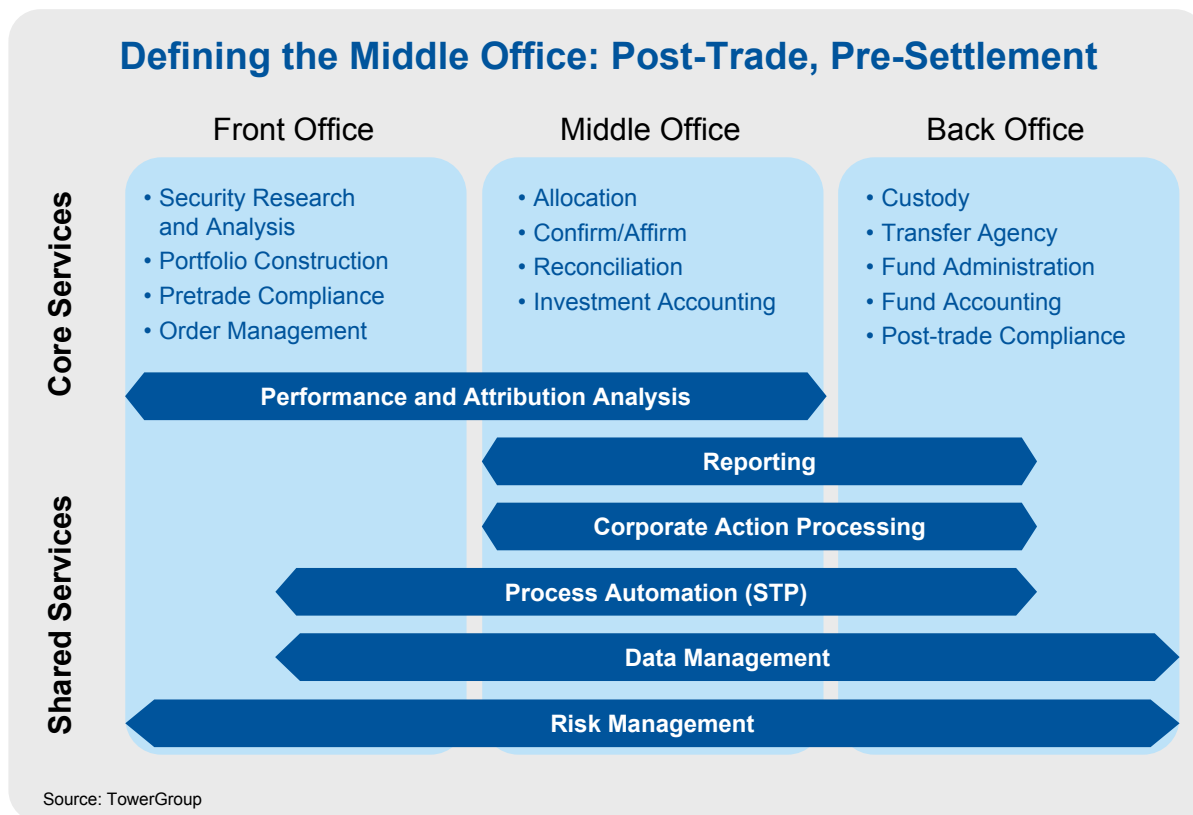 Defining the Middle Office: Post-Trade, Pre-Settlement
Front Office
Middle Office
Back Office
Core Services
• Security Research
and Analysis
• Portfolio Construction
• Pretrade Compliance
• Order Management
• Allocation
• Confirm/Affirm
• Reconciliation
• Investment Accounting
• Custody
• Transfer Agency
• Fund Administration
• Fund Accounting
• Post-trade Compliance
Performance and Attribution Analysis
Shared Services
Reporting
Corporate Action Processing
Process Automation (STP)
Data Management
Risk Management
Source: TowerGroup